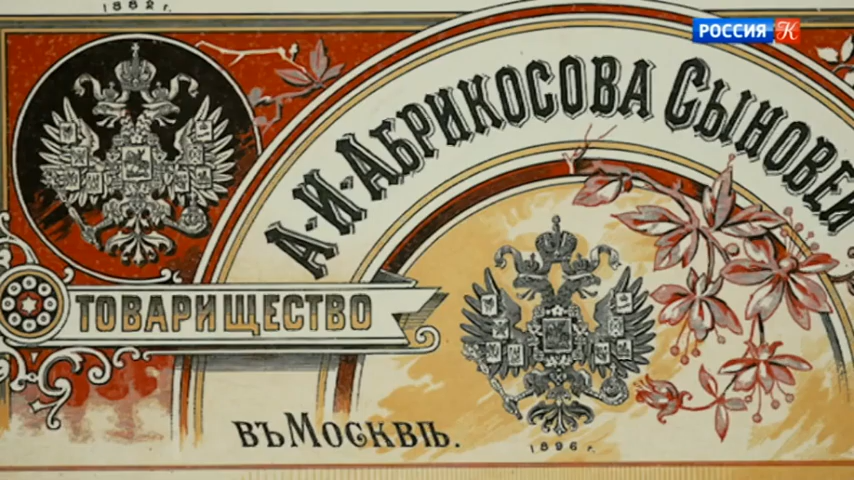 1882 г.
РОССИЯ К
А·И·АБРИКОСОВА СЫНОВЕЙ
ТОВАРИЩЕСТВО
ВЪ МОСКВѢ.
1896 г.